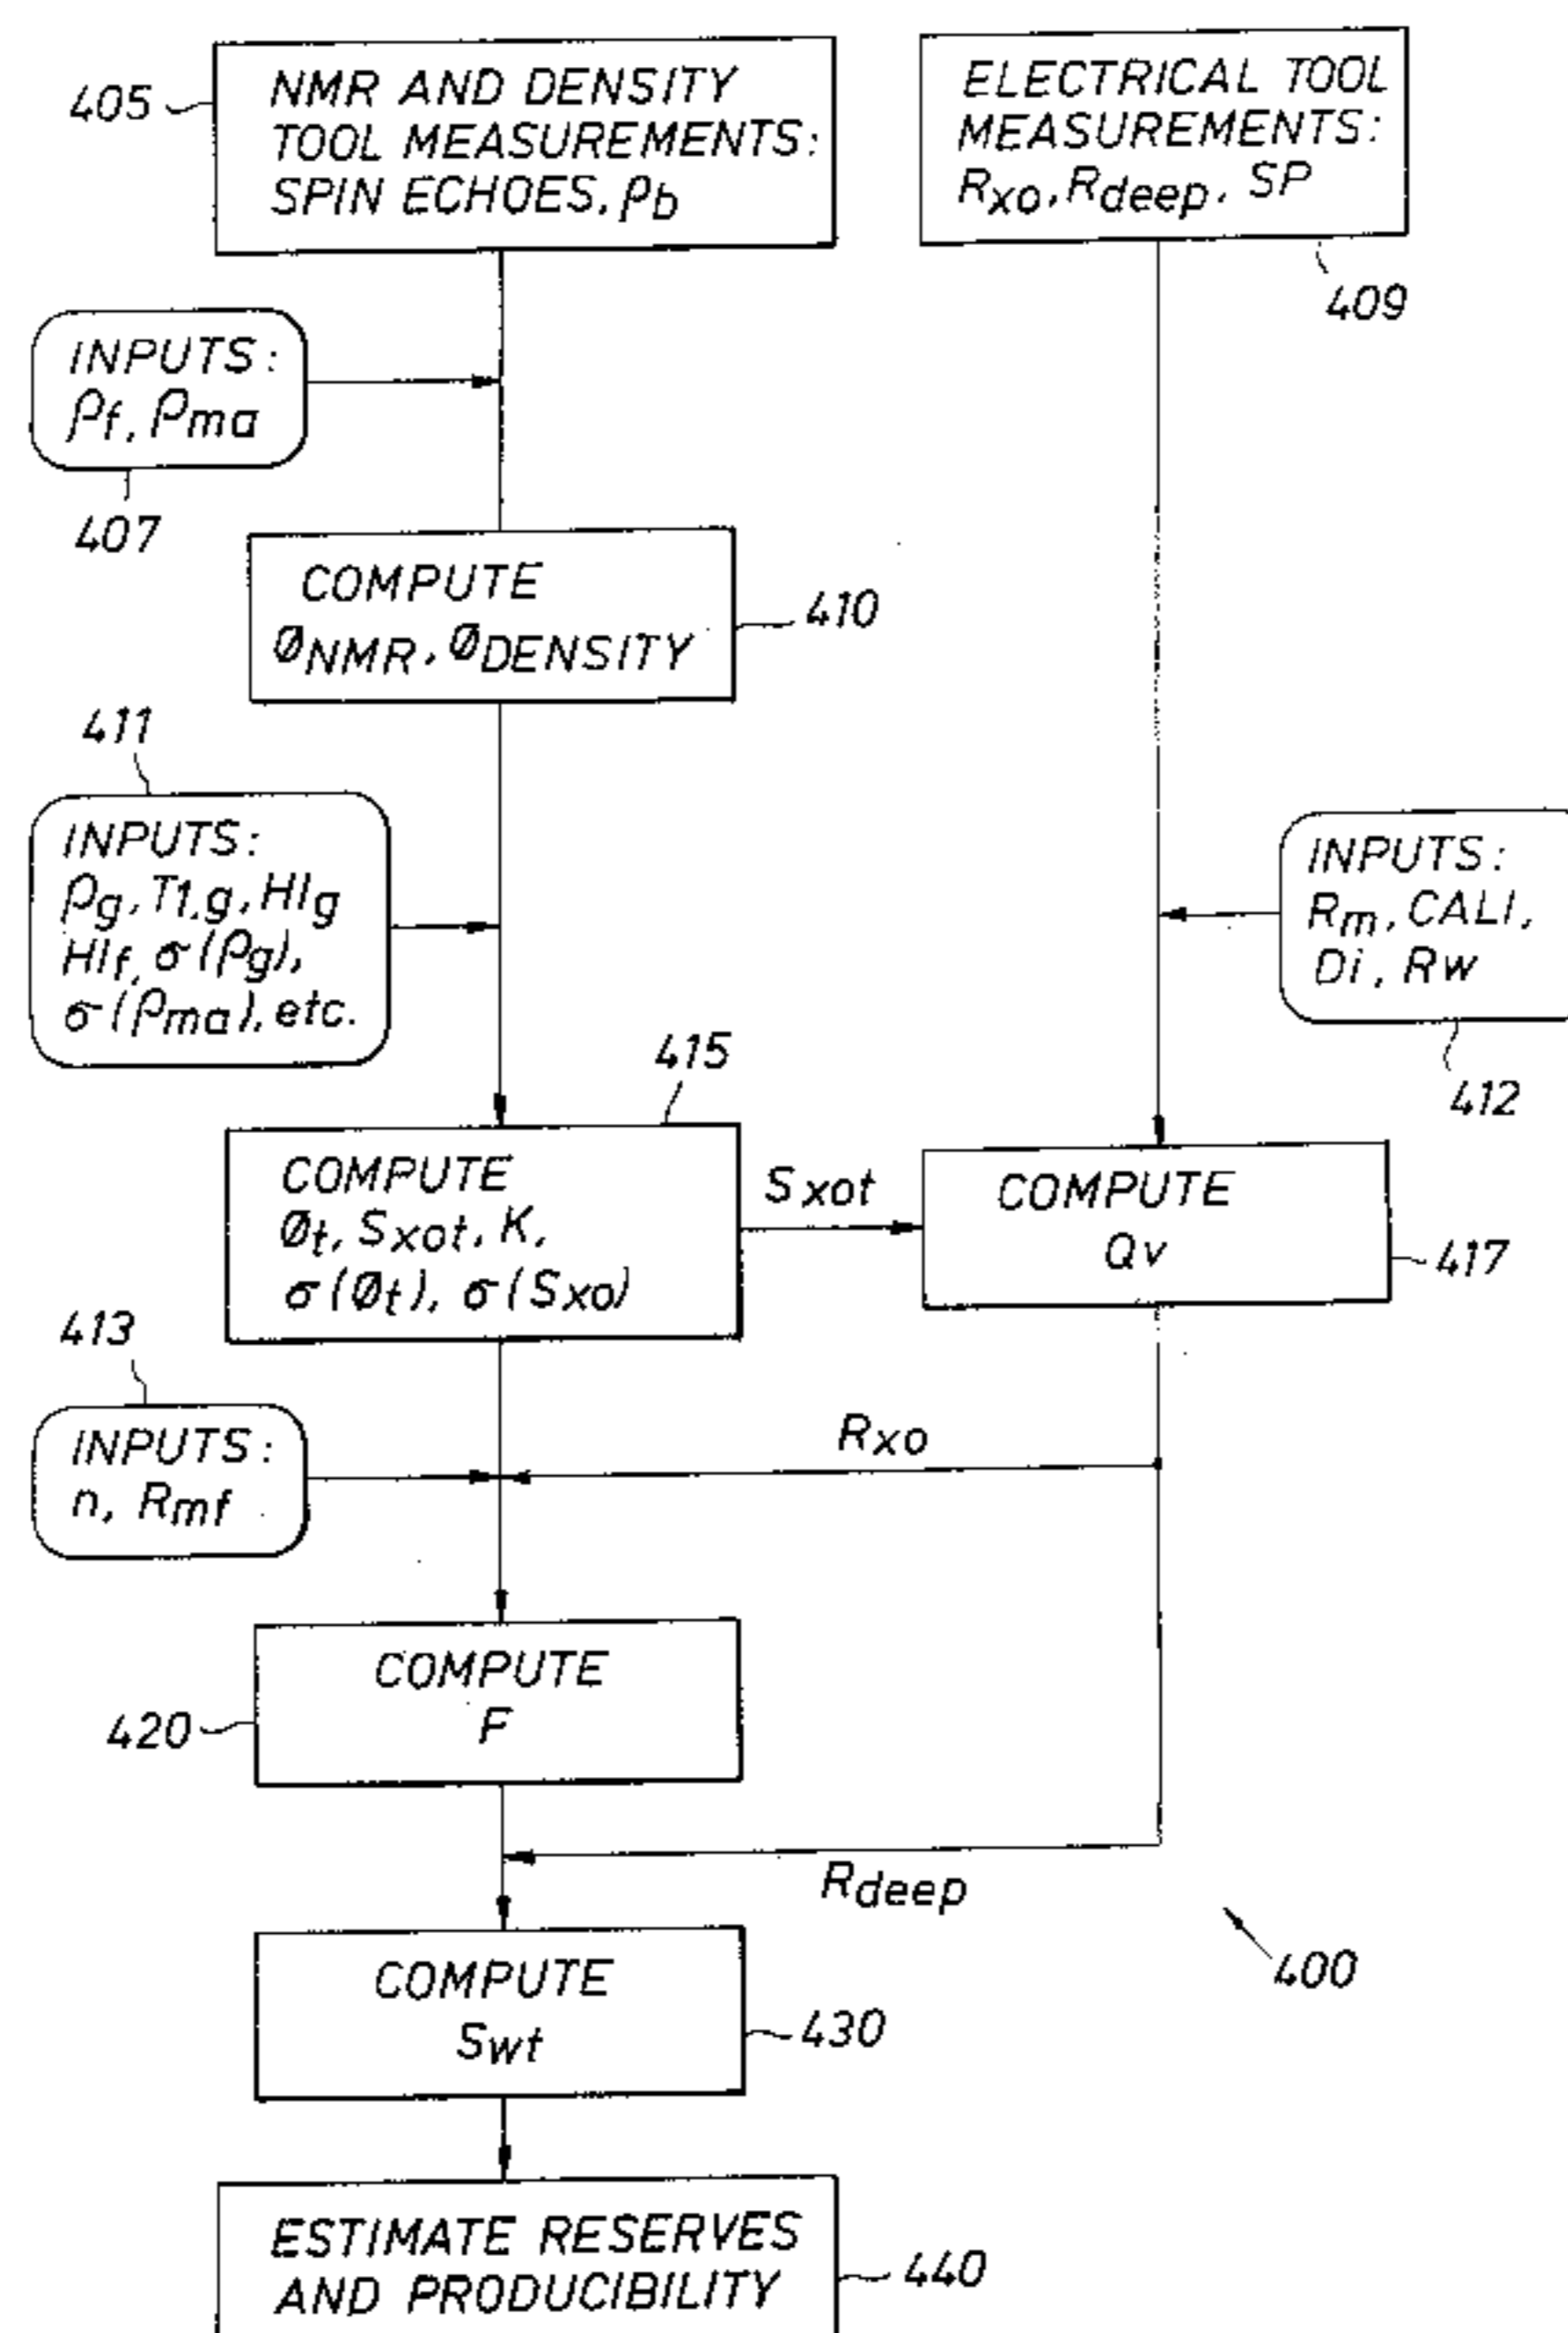 405
NMR AND DENSITY
TOOL MEASUREMENTS:
SPIN ECHOES, ρb
ELECTRICAL TOOL
MEASUREMENTS:
Rxo, Rdeep, SP
409
INPUTS:
ρf, ρma
407
COMPUTE
ØNMR, ØDENSITY
410
411
INPUTS:
ρg, T1,g, HIg
HIf, σ(ρg),
σ(ρma), etc.
INPUTS:
Rm, CALI,
Di, Rw
412
415
COMPUTE
Øt, Sxot, K,
σ(Øt), σ(Sxo)
Sxot
COMPUTE
Qv
417
413
INPUTS:
n, Rmf
Rxo
COMPUTE
F
420
Rdeep
COMPUTE
Swt
430
400
ESTIMATE RESERVES
AND PRODUCIBILITY
440